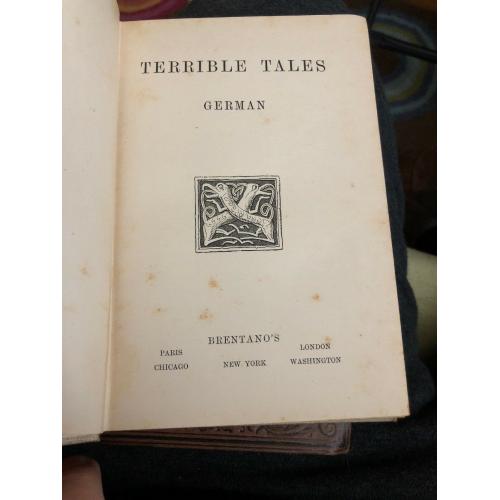 TERRIBLE TALES
GERMAN
BRENTANO'S
PARIS LONDON
CHICAGO NEW YORK WASHINGTON